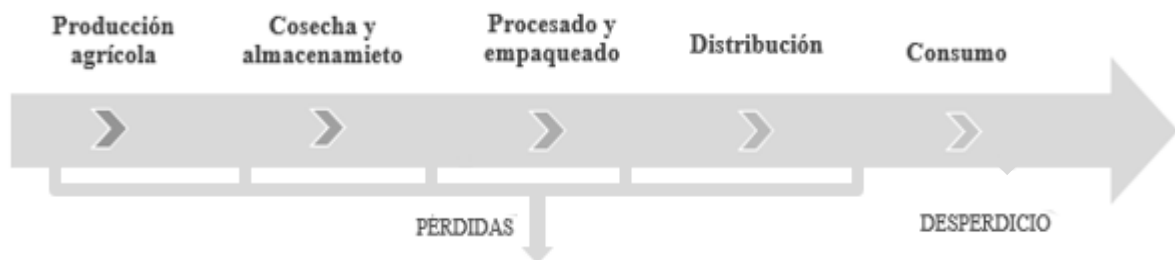 Producción
agrícola
Cosecha y
almacenamieto
Procesado y
empaqueado
Distribución
Consumo
PÉRDIDAS
DESPERDICIO